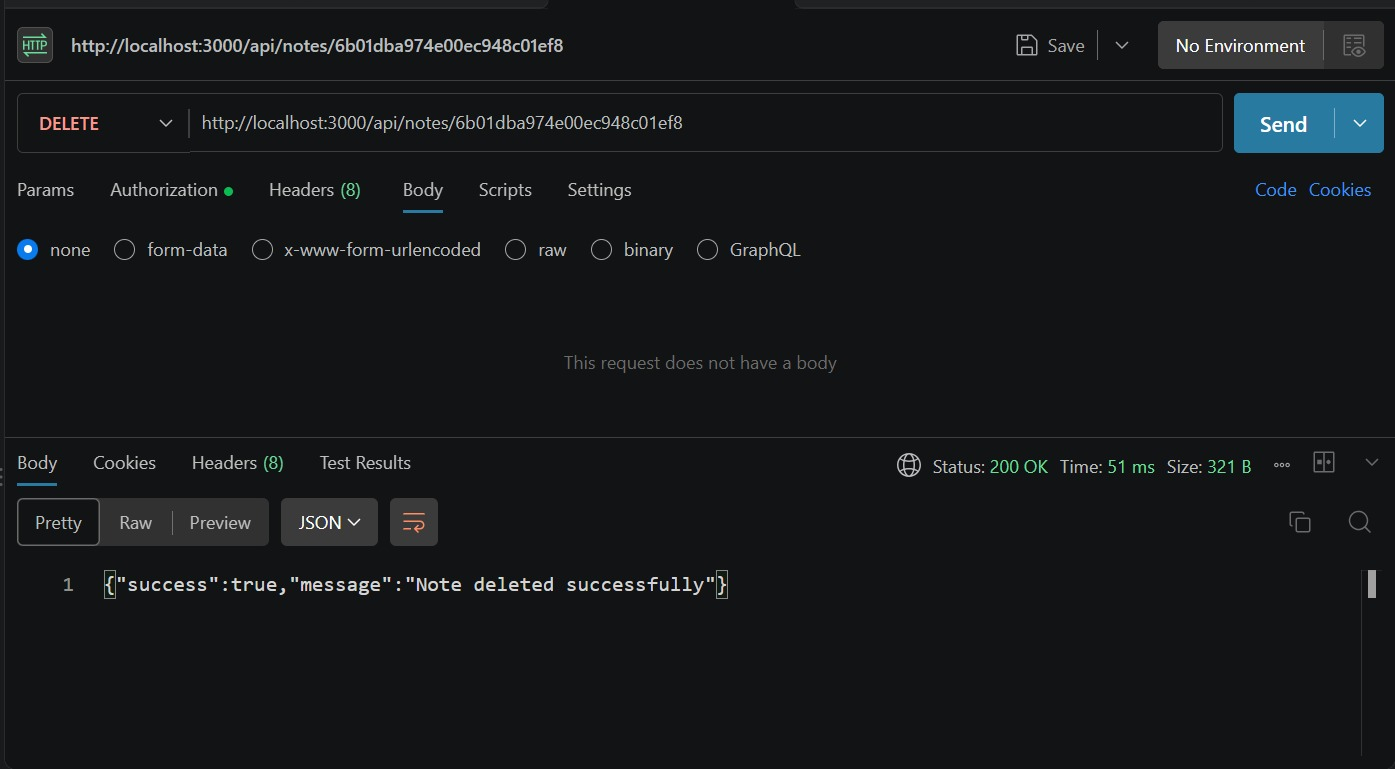 HTTP http://localhost:3000/api/notes/6b01dba974e00ec948c01ef8 Save No Environment
DELETE http://localhost:3000/api/notes/6b01dba974e00ec948c01ef8 Send
Params Authorization Headers (8) Body Scripts Settings Code Cookies
none form-data x-www-form-urlencoded raw binary GraphQL
This request does not have a body
Body Cookies Headers (8) Test Results Status: 200 OK Time: 51 ms Size: 321 B
Pretty Raw Preview JSON
1 {"success":true,"message":"Note deleted successfully"}